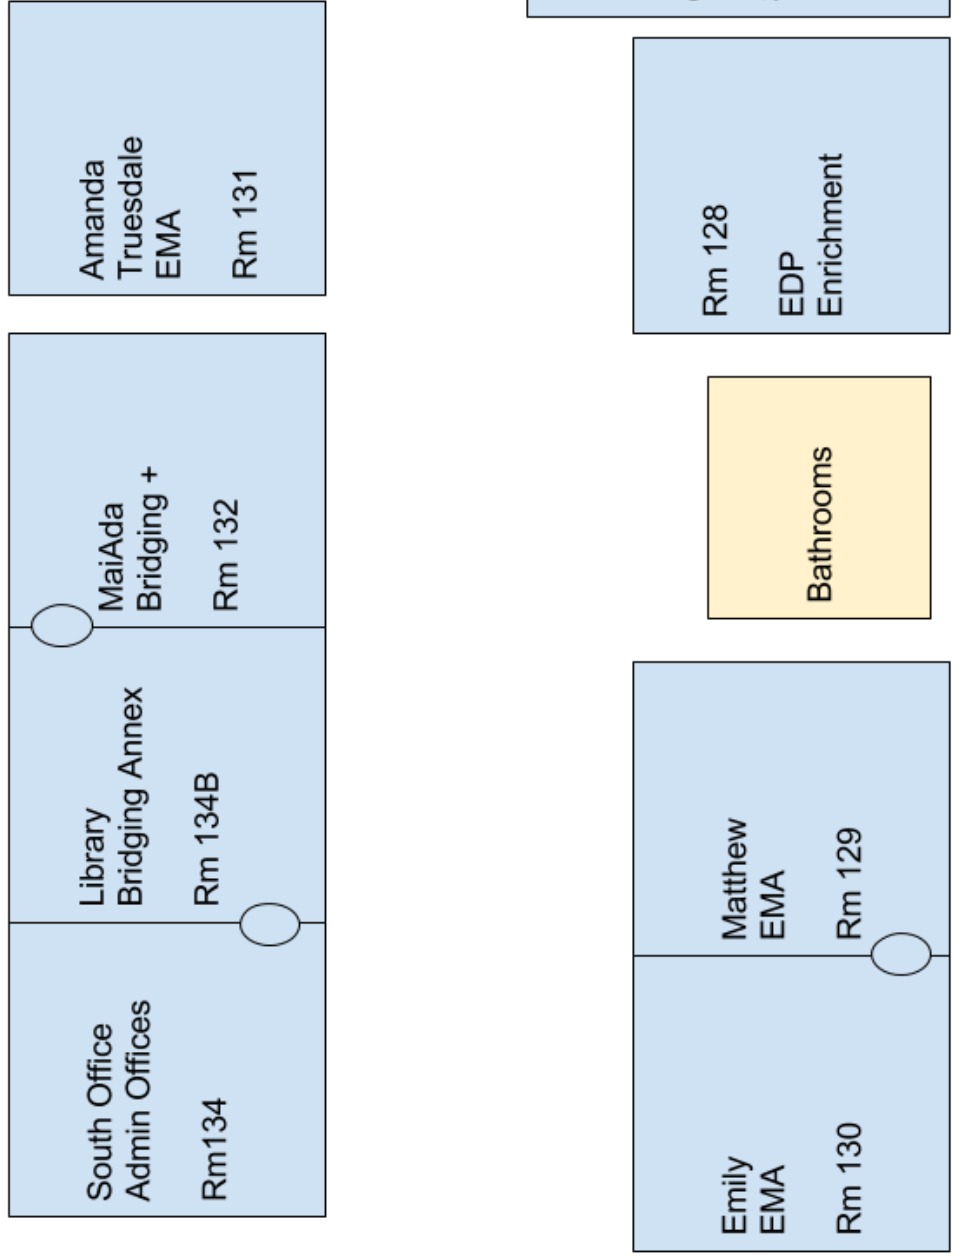 Amanda
Truesdale
EMA
Rm 131
MaiAda
Bridging +
Rm 132
Library
Bridging Annex
Rm 134B
South Office
Admin Offices
Rm134
Rm 128
EDP
Enrichment
Bathrooms
Matthew
EMA
Rm 129
Emily
EMA
Rm 130